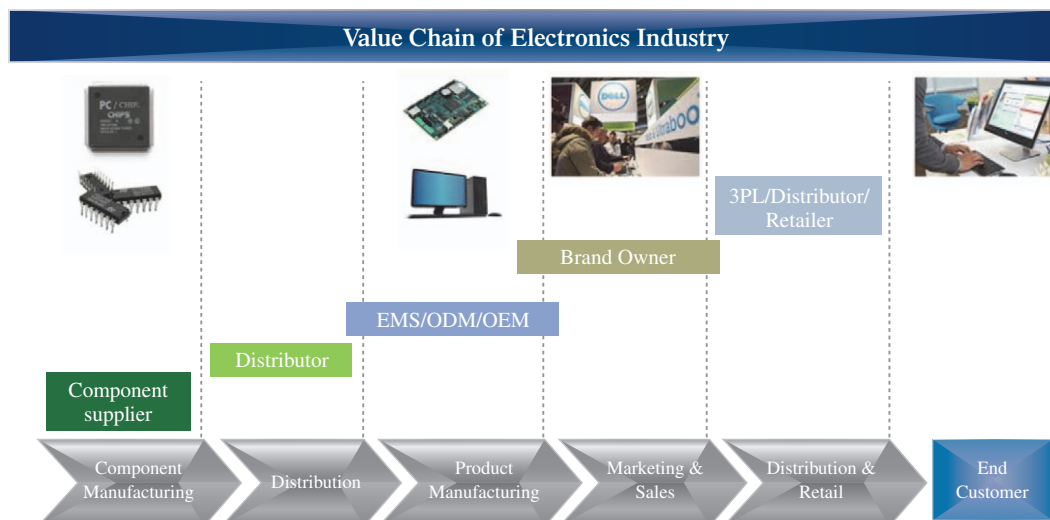 Value Chain of Electronics Industry
PC / CHIP.
CHIPS
DELL
3PL/Distributor/
Retailer
Brand Owner
EMS/ODM/OEM
Distributor
Component
supplier
Component
Manufacturing
Distribution
Product
Manufacturing
Marketing &
Sales
Distribution &
Retail
End
Customer